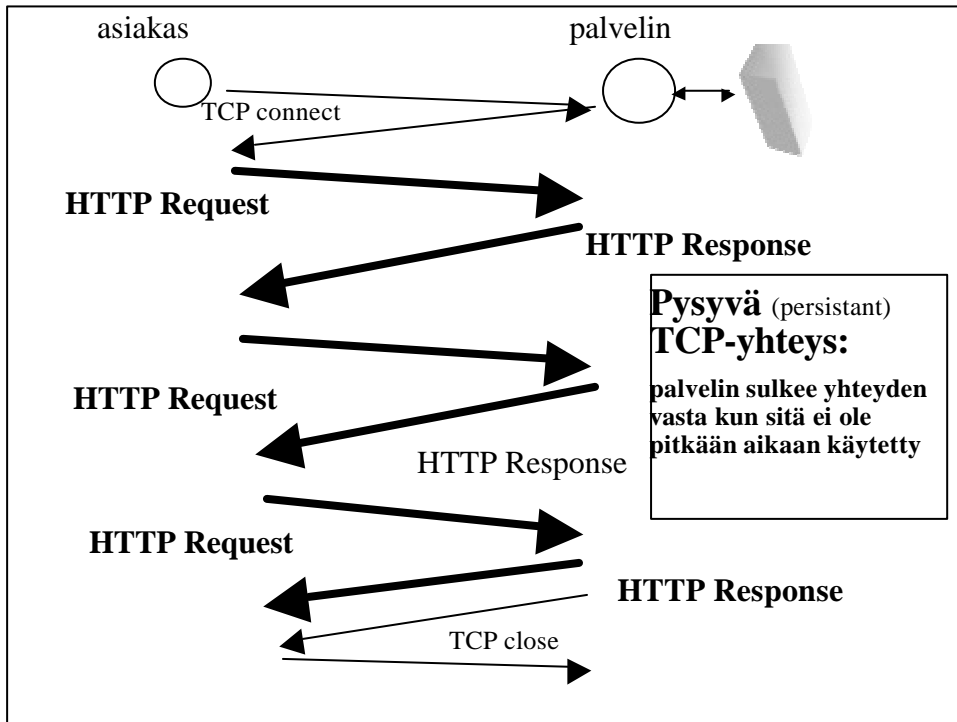 asiakas palvelin
TCP connect
HTTP Request
HTTP Response
Pysyvä (persistant)
TCP-yhteys:
palvelin sulkee yhteyden
vasta kun sitä ei ole
pitkään aikaan käytetty
HTTP Request
HTTP Response
HTTP Request
HTTP Response
TCP close